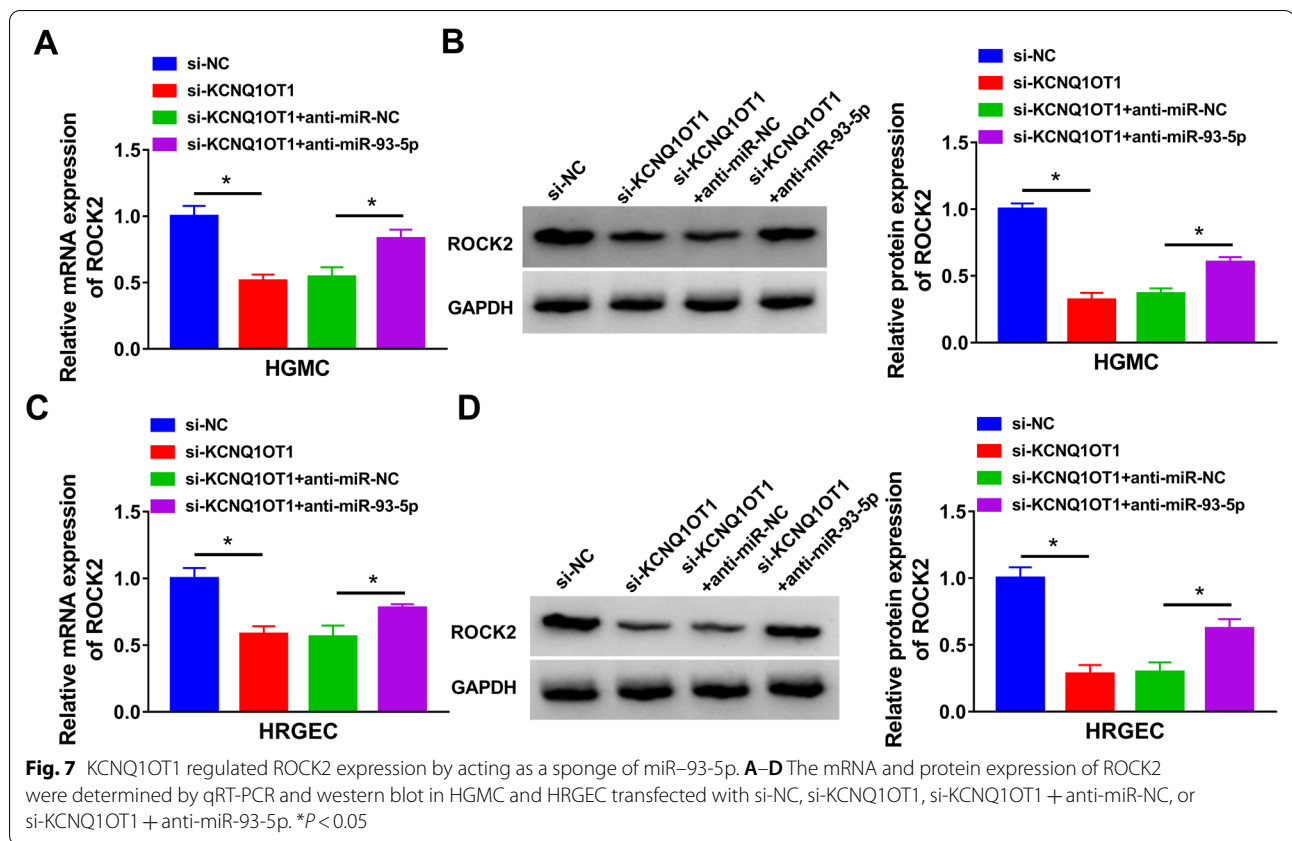 A
si-NC
si-KCNQ1OT1
si-KCNQ1OT1+anti-miR-NC
si-KCNQ1OT1+anti-miR-93-5p
Relative mRNA expression
of ROCK2
1.5
1.0
0.5
0.0
*
*
HGMC
B
si-NC
si-KCNQ1OT1
si-KCNQ1OT1
+anti-miR-NC
si-KCNQ1OT1
+anti-miR-93-5p
ROCK2
GAPDH
si-NC
si-KCNQ1OT1
si-KCNQ1OT1+anti-miR-NC
si-KCNQ1OT1+anti-miR-93-5p
Relative protein expression
of ROCK2
1.5
1.0
0.5
0.0
*
*
HGMC
C
si-NC
si-KCNQ1OT1
si-KCNQ1OT1+anti-miR-NC
si-KCNQ1OT1+anti-miR-93-5p
Relative mRNA expression
of ROCK2
1.5
1.0
0.5
0.0
*
*
HRGEC
D
si-NC
si-KCNQ1OT1
si-KCNQ1OT1
+anti-miR-NC
si-KCNQ1OT1
+anti-miR-93-5p
ROCK2
GAPDH
si-NC
si-KCNQ1OT1
si-KCNQ1OT1+anti-miR-NC
si-KCNQ1OT1+anti-miR-93-5p
Relative protein expression
of ROCK2
1.5
1.0
0.5
0.0
*
*
HRGEC
Fig. 7 KCNQ1OT1 regulated ROCK2 expression by acting as a sponge of miR–93-5p. A–D The mRNA and protein expression of ROCK2
were determined by qRT-PCR and western blot in HGMC and HRGEC transfected with si-NC, si-KCNQ1OT1, si-KCNQ1OT1 + anti-miR-NC, or
si-KCNQ1OT1 + anti-miR-93-5p. *P < 0.05